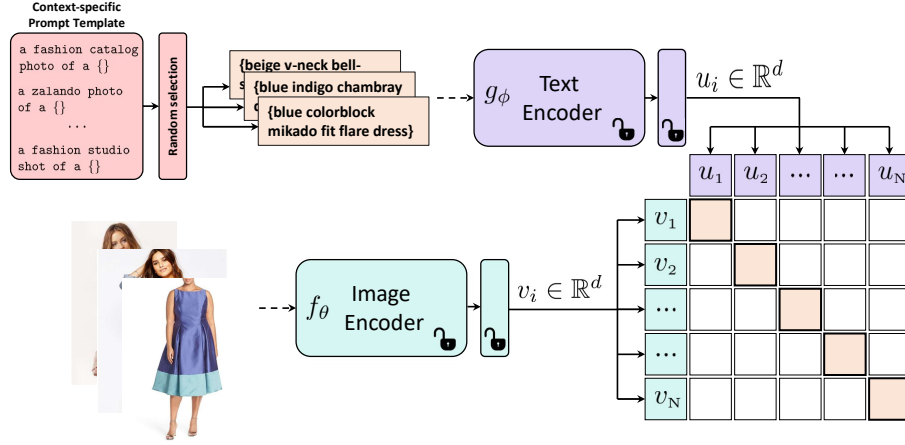 Context-specific
Prompt Template
a fashion catalog
photo of a {}
a zalando photo
of a {}
...
a fashion studio
shot of a {}
Random selection
{beige v-neck bell-
s
{blue indigo chambray
{blue colorblock
mikado fit flare dress}
gϕ Text
Encoder
uᵢ ∈ ℝᵈ
u₁ u₂ ... ... u_N
v₁
v₂
...
...
v_N
fθ Image
Encoder
vᵢ ∈ ℝᵈ